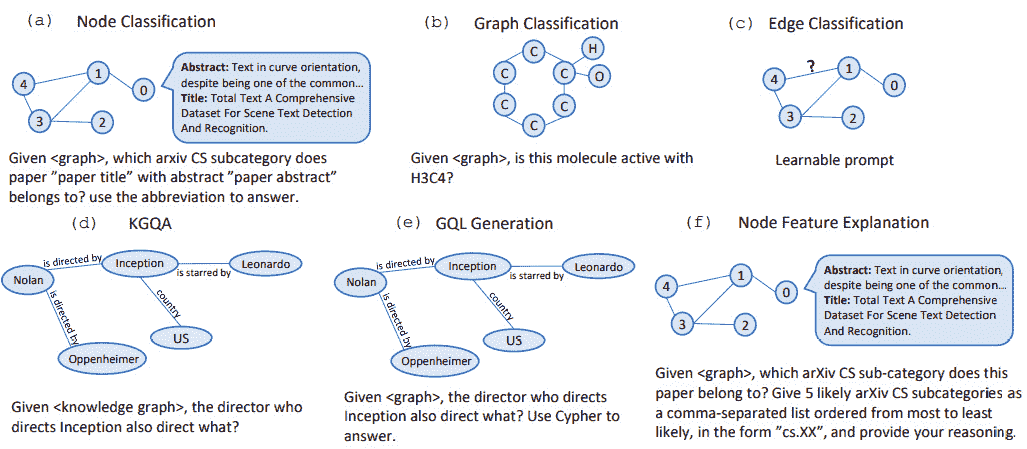 (a) Node Classification
4
1
0
3
2
Abstract: Text in curve orientation,
despite being one of the common...
Title: Total Text A Comprehensive
Dataset For Scene Text Detection
And Recognition.
Given <graph>, which arxiv CS subcategory does
paper "paper title" with abstract "paper abstract"
belongs to? use the abbreviation to answer.
(b) Graph Classification
C
H
C
C
O
C
C
C
Given <graph>, is this molecule active with
H3C4?
(c) Edge Classification
?
4
1
0
3
2
Learnable prompt
(d) KGQA
Nolan
is directed by
Inception
is starred by
Leonardo
is directed by
country
US
Oppenheimer
Given <knowledge graph>, the director who
directs Inception also direct what?
(e) GQL Generation
Nolan
is directed by
Inception
is starred by
Leonardo
is directed by
country
US
Oppenheimer
Given <graph>, the director who directs
Inception also direct what? Use Cypher to
answer.
(f) Node Feature Explanation
4
1
0
3
2
Abstract: Text in curve orientation,
despite being one of the common...
Title: Total Text A Comprehensive
Dataset For Scene Text Detection
And Recognition.
Given <graph>, which arXiv CS sub-category does this
paper belong to? Give 5 likely arXiv CS subcategories as
a comma-separated list ordered from most to least
likely, in the form "cs.XX", and provide your reasoning.